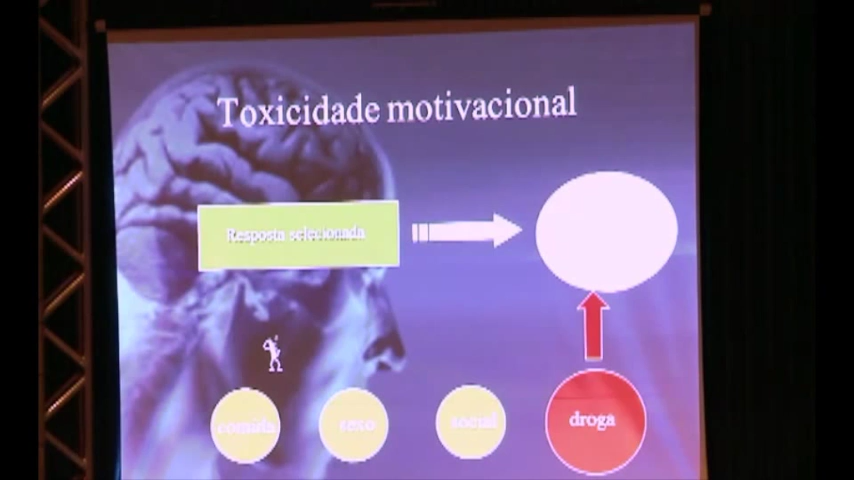 Toxicidade motivacional
Resposta selecionada
comida
sexo
social
droga